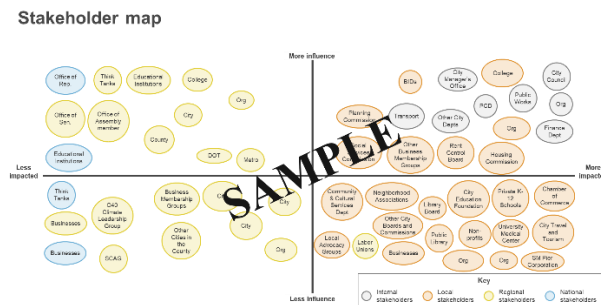 Stakeholder map
More influence
Office of
Rep.
Think
Tanks
Educational
Institutions
College
Org
Office of
Sen.
Office of
Assembly
member
City
County
Educational
Institutions
DOT
Metro
BIDs
City
Manager's
Office
College
City
Council
Planning
Commission
Transport
Other City
Depts
PCD
Public
Works
Org
Org
Finance
Dept
Other
Business
Membership
Groups
Rent
Control
Board
Housing
Commission
Less
impacted
More
impacted
SAMPLE
Think
Tank
Businesses
C40
Climate
Leadership
Group
Business
Membership
Groups
City
City
Businesses
SCAG
Other
Cities in
the County
Org
Community
& Cultural
Services
Dept
Neighborhood
Associations
Library
Board
City
Education
Foundation
Private K-
12 Schools
Chamber
of
Commerce
Local
Advocacy
Groups
Labor
Unions
Other City
Boards and
Commissions
Public
Library
Non-
profits
University
Medical
Center
City Travel
and
Tourism
Businesses
Org
Org
SM Pier
Corporation
Less Influence
Key
Internal
stakeholders
Local
stakeholders
Regional
stakeholders
National
stakeholders